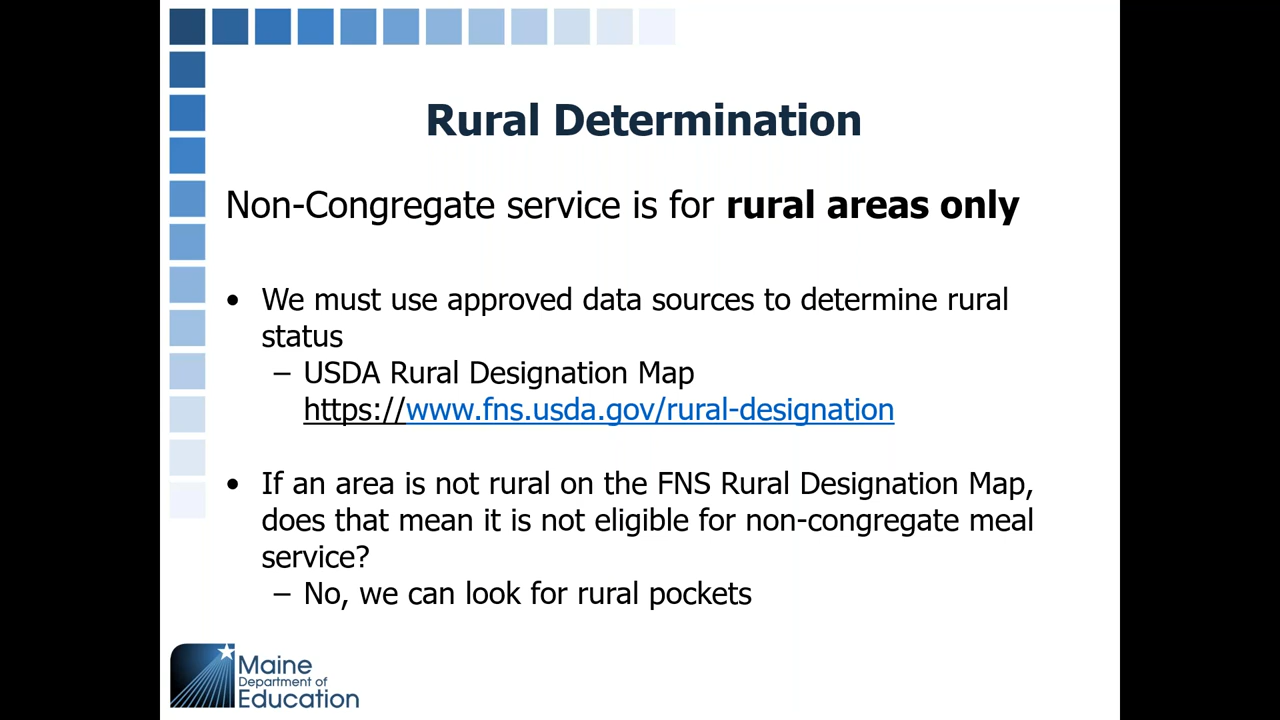 Rural Determination
Non-Congregate service is for rural areas only
• We must use approved data sources to determine rural
status
– USDA Rural Designation Map
https://www.fns.usda.gov/rural-designation
• If an area is not rural on the FNS Rural Designation Map,
does that mean it is not eligible for non-congregate meal
service?
– No, we can look for rural pockets
Maine
Department of
Education